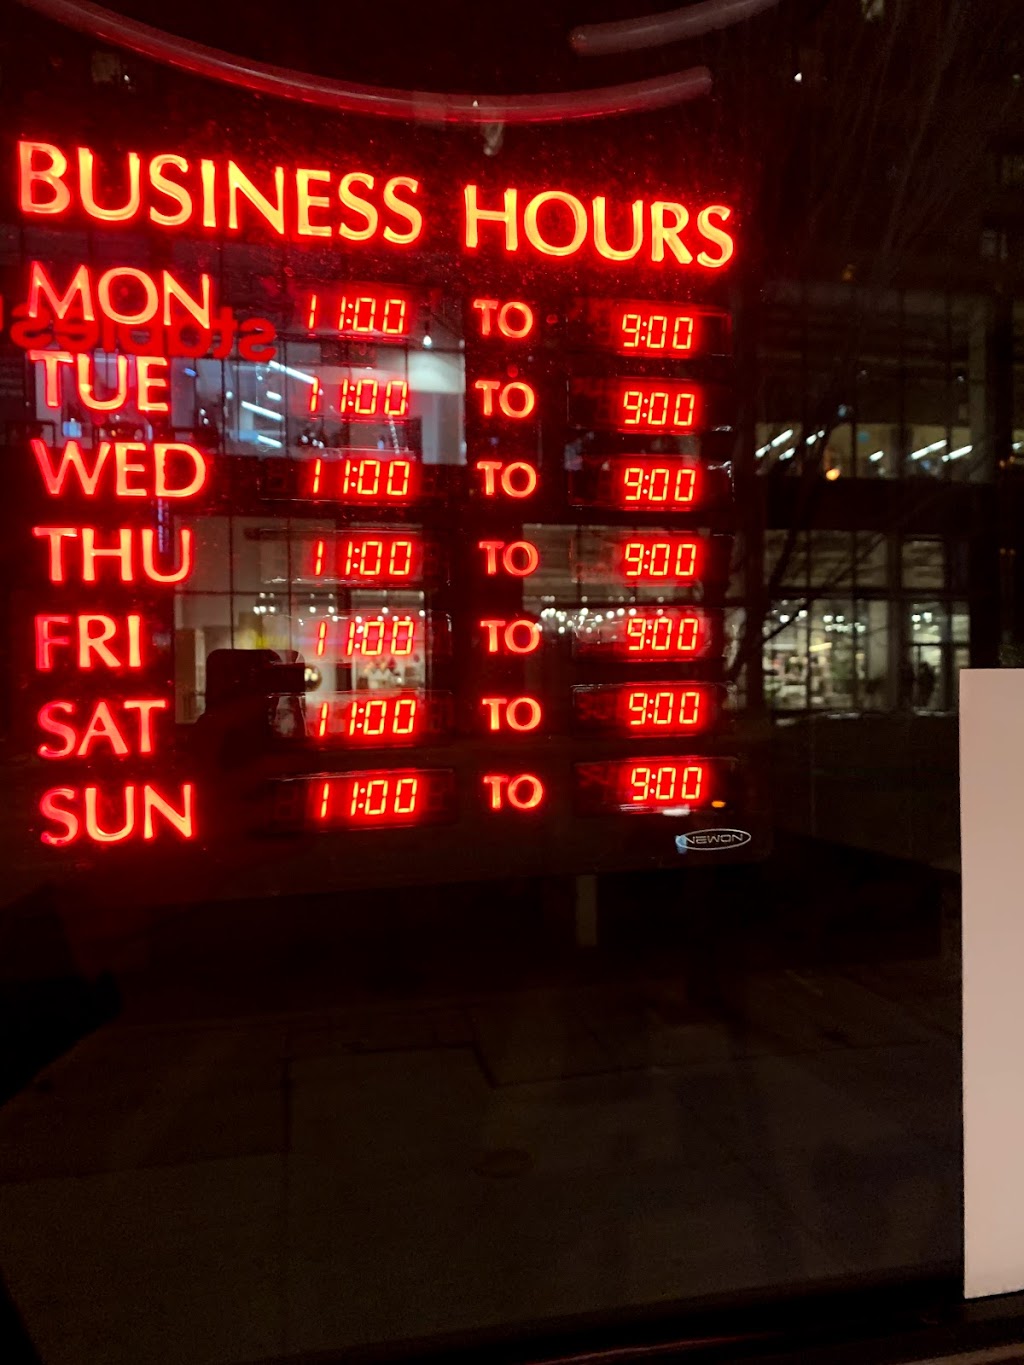 BUSINESS HOURS
MON 11:00 TO 9:00
staples
TUE 11:00 TO 9:00
WED 11:00 TO 9:00
THU 11:00 TO 9:00
FRI 11:00 TO 9:00
SAT 11:00 TO 9:00
SUN 11:00 TO 9:00
NEWON